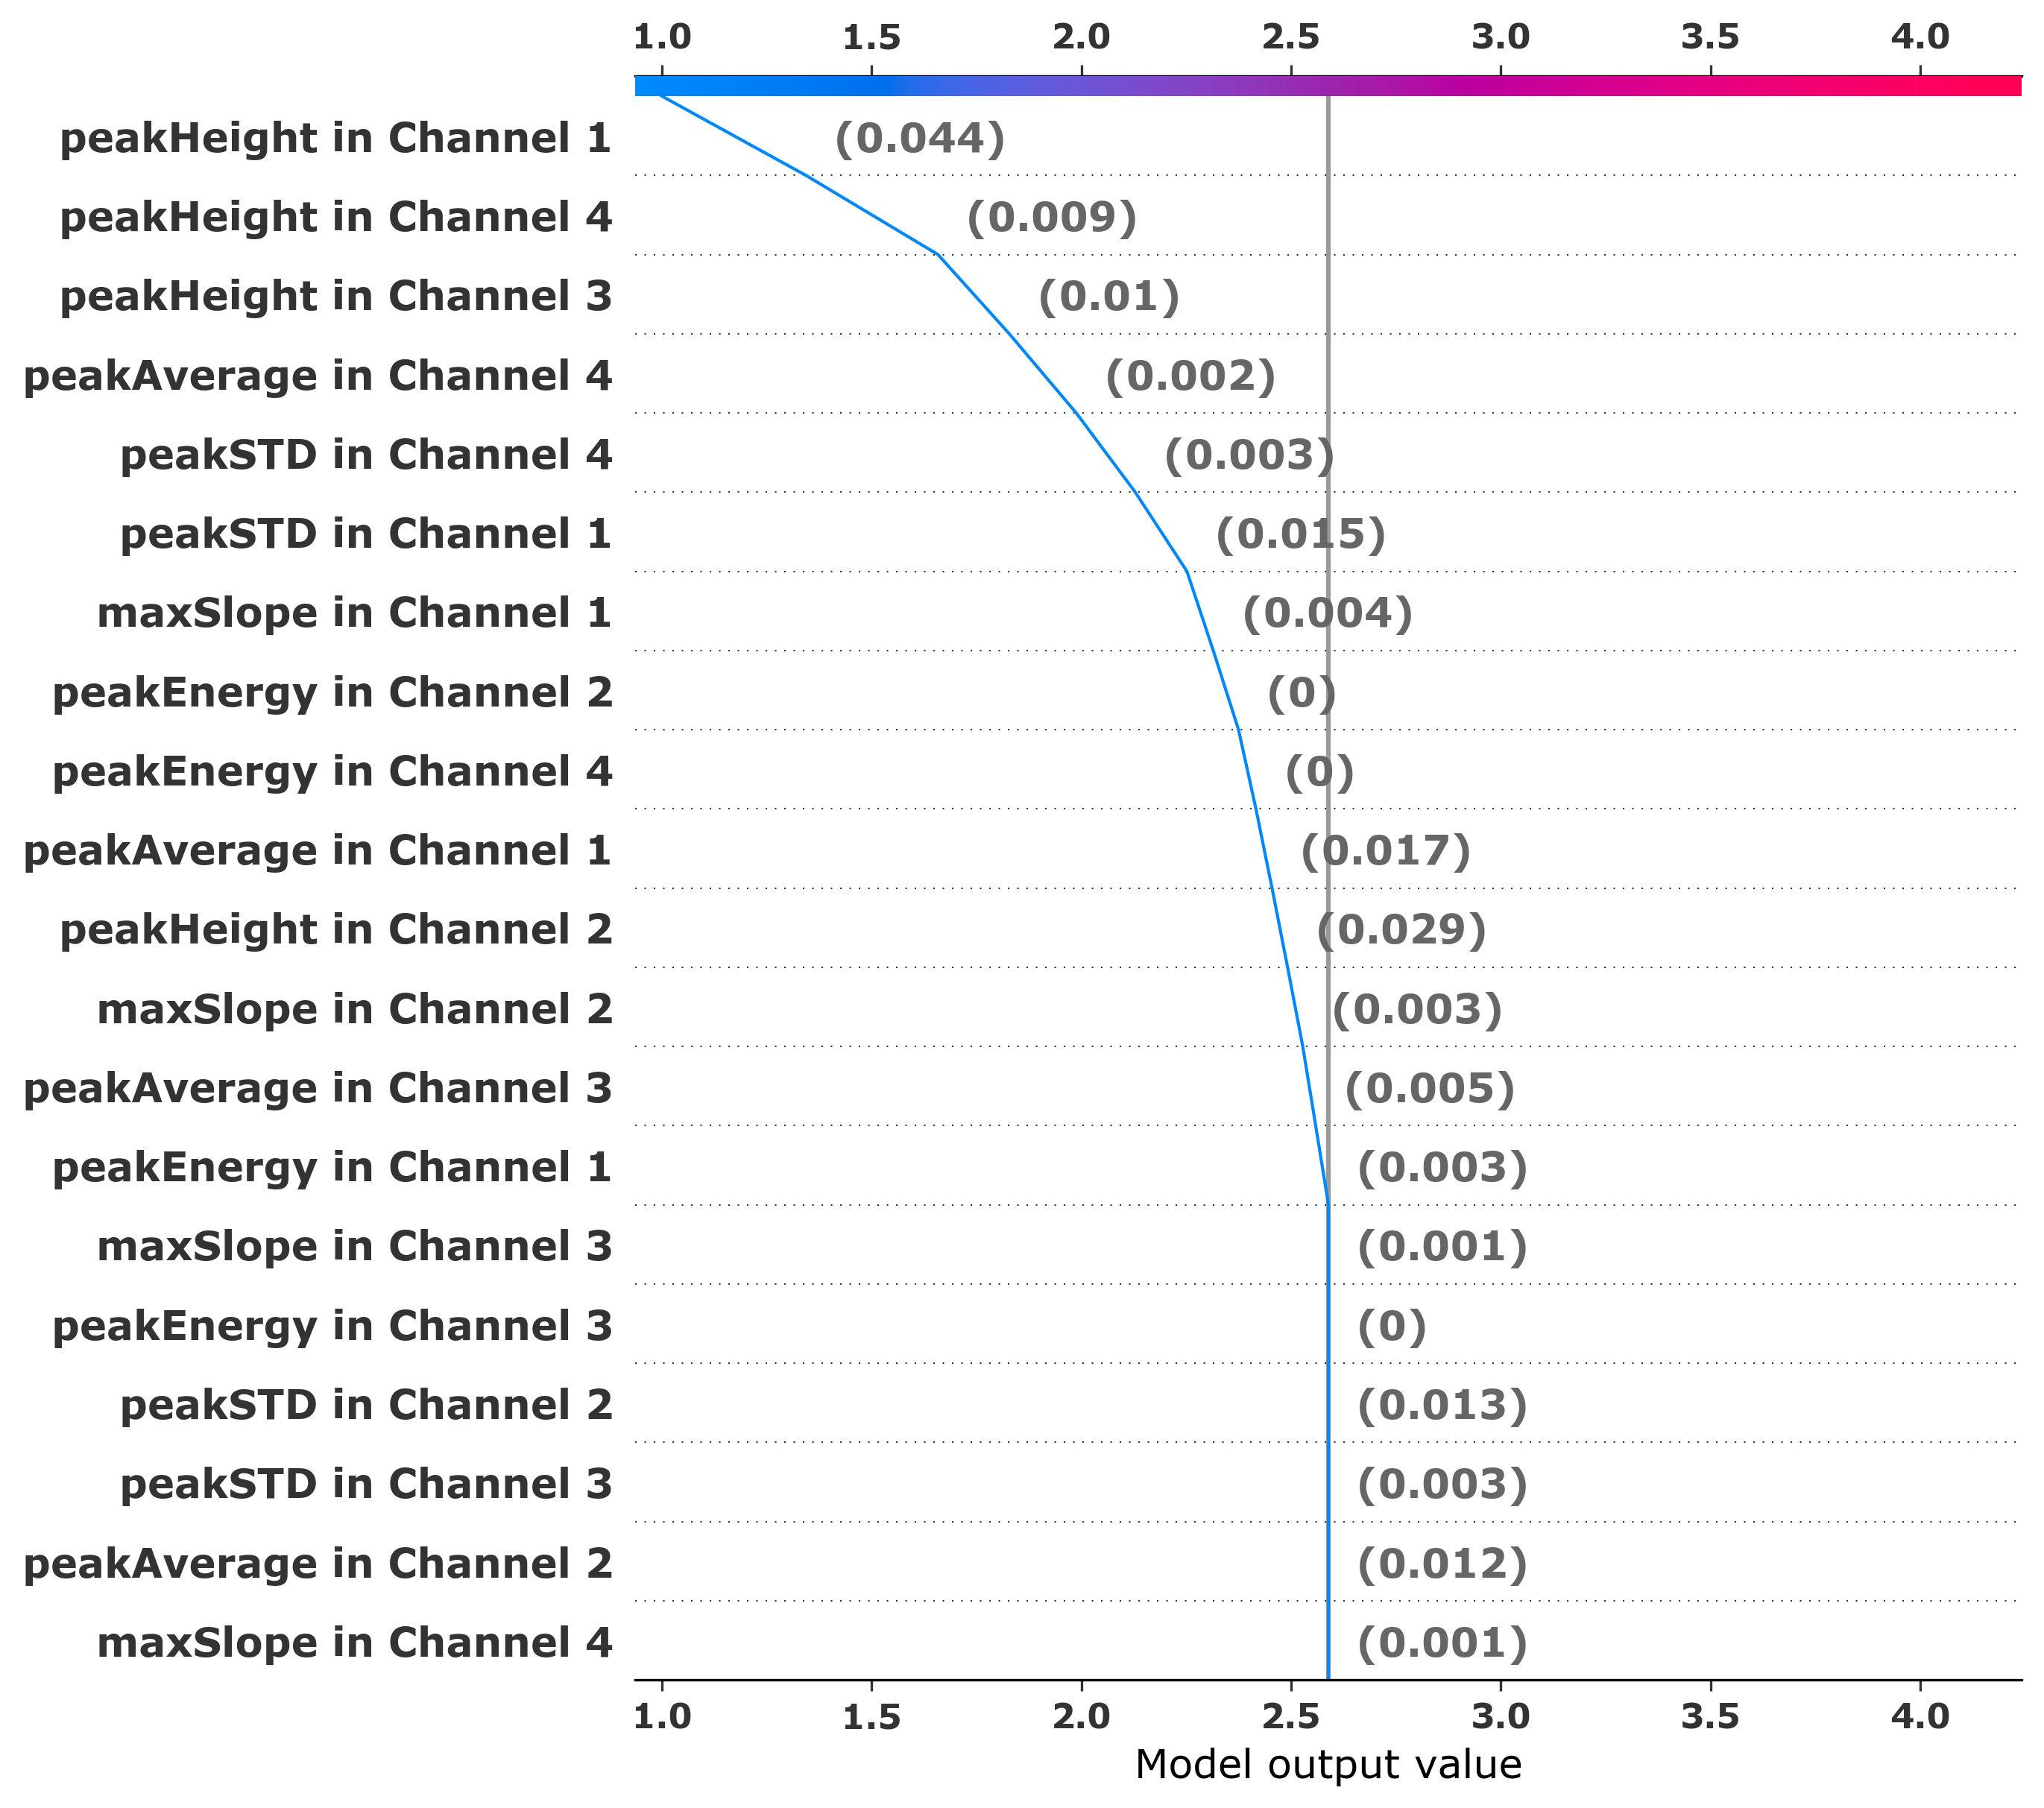 1.0 1.5 2.0 2.5 3.0 3.5 4.0
peakHeight in Channel 1 (0.044)
peakHeight in Channel 4 (0.009)
peakHeight in Channel 3 (0.01)
peakAverage in Channel 4 (0.002)
peakSTD in Channel 4 (0.003)
peakSTD in Channel 1 (0.015)
maxSlope in Channel 1 (0.004)
peakEnergy in Channel 2 (0)
peakEnergy in Channel 4 (0)
peakAverage in Channel 1 (0.017)
peakHeight in Channel 2 (0.029)
maxSlope in Channel 2 (0.003)
peakAverage in Channel 3 (0.005)
peakEnergy in Channel 1 (0.003)
maxSlope in Channel 3 (0.001)
peakEnergy in Channel 3 (0)
peakSTD in Channel 2 (0.013)
peakSTD in Channel 3 (0.003)
peakAverage in Channel 2 (0.012)
maxSlope in Channel 4 (0.001)
1.0 1.5 2.0 2.5 3.0 3.5 4.0
Model output value